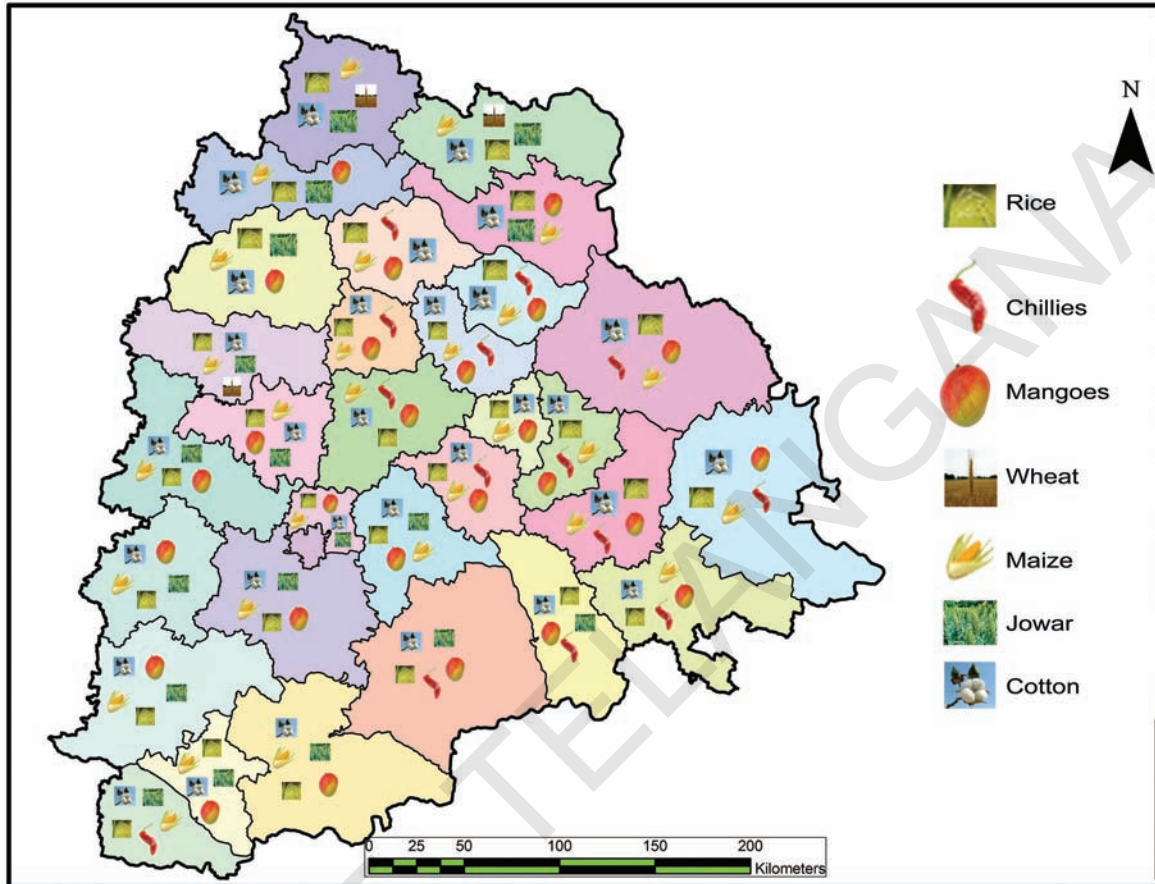 N
Rice
Chillies
Mangoes
Wheat
Maize
Jowar
Cotton
TELANGANA
0 25 50 100 150 200
Kilometers